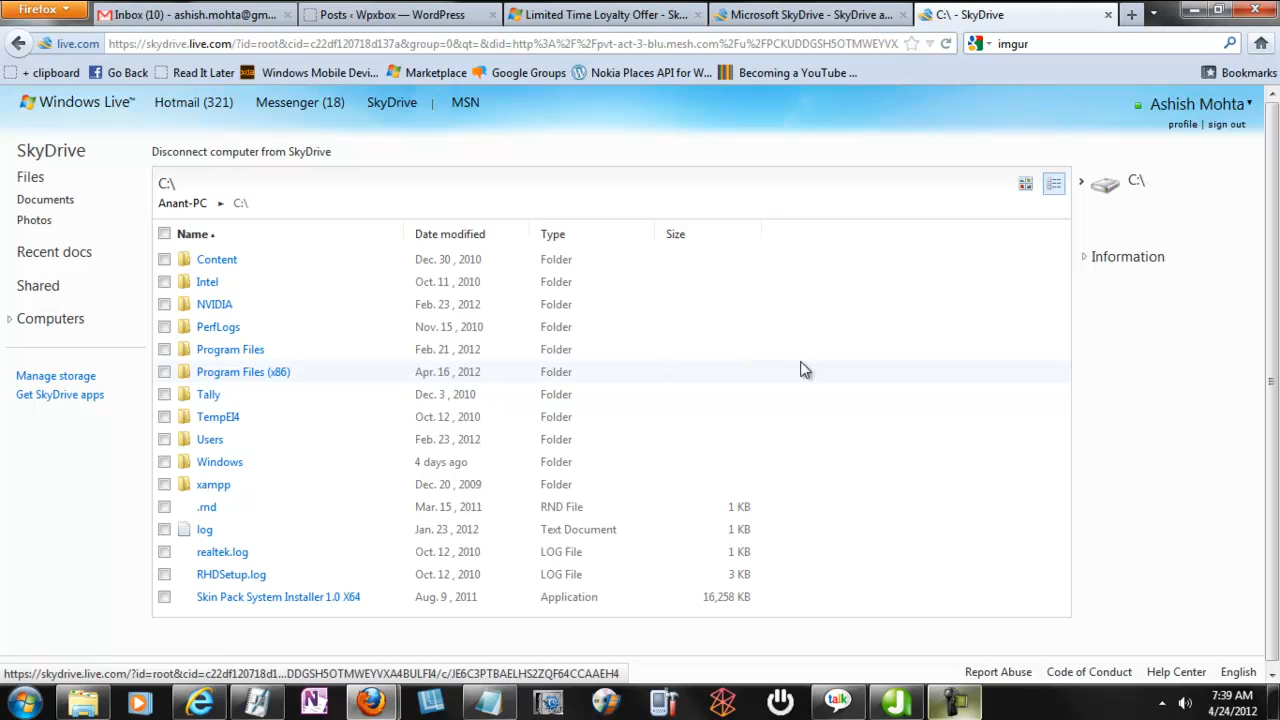 Firefox
Inbox (10) - ashish.mohta@gm...
Posts ‹ Wpxbox — WordPress
Limited Time Loyalty Offer - Sk...
Microsoft SkyDrive - SkyDrive a...
C:\ - SkyDrive
live.com
https://skydrive.live.com/?id=root&cid=c22df120718d137a&group=0&qt=&did=http%3A%2F%2Fpvt-act-3-blu.mesh.com%2Fu%2FPCKUDDGSH5OTMWEYVX
imgur
+ clipboard
Go Back
Read It Later
Windows Mobile Devi...
Marketplace
Google Groups
Nokia Places API for W...
Becoming a YouTube ...
Bookmarks
Windows Live™
Hotmail (321)
Messenger (18)
SkyDrive
|
MSN
Ashish Mohta
profile | sign out
SkyDrive
Files
Documents
Photos
Recent docs
Shared
Computers
Manage storage
Get SkyDrive apps
Disconnect computer from SkyDrive
C:\
Anant-PC ▸ C:\
Name Date modified Type Size
Content Dec. 30 , 2010 Folder
Intel Oct. 11 , 2010 Folder
NVIDIA Feb. 23 , 2012 Folder
PerfLogs Nov. 15 , 2010 Folder
Program Files Feb. 21 , 2012 Folder
Program Files (x86) Apr. 16 , 2012 Folder
Tally Dec. 3 , 2010 Folder
TempEI4 Oct. 12 , 2010 Folder
Users Feb. 23 , 2012 Folder
Windows 4 days ago Folder
xampp Dec. 20 , 2009 Folder
.rnd Mar. 15 , 2011 RND File 1 KB
log Jan. 23 , 2012 Text Document 1 KB
realtek.log Oct. 12 , 2010 LOG File 1 KB
RHDSetup.log Oct. 12 , 2010 LOG File 3 KB
Skin Pack System Installer 1.0 X64 Aug. 9 , 2011 Application 16,258 KB
C:\
Information
https://skydrive.live.com/?id=root&cid=c22df120718d1...DDGSH5OTMWEYVXA4BULFI4/c/JE6C3PTBAELHS2ZQF64CCAAEH4
Report Abuse
Code of Conduct
Help Center
English
talk
7:39 AM
4/24/2012